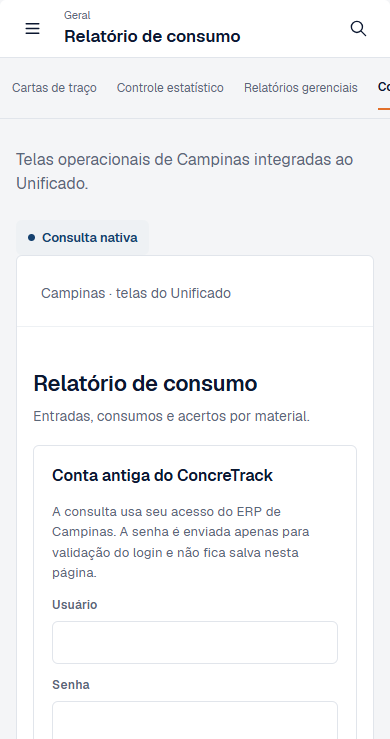 Geral
Relatório de consumo
Cartas de traço
Controle estatístico
Relatórios gerenciais
Telas operacionais de Campinas integradas ao
Unificado.
Consulta nativa
Campinas · telas do Unificado
Relatório de consumo
Entradas, consumos e acertos por material.
Conta antiga do ConcreTrack
A consulta usa seu acesso do ERP de
Campinas. A senha é enviada apenas para
validação do login e não fica salva nesta
página.
Usuário
Senha